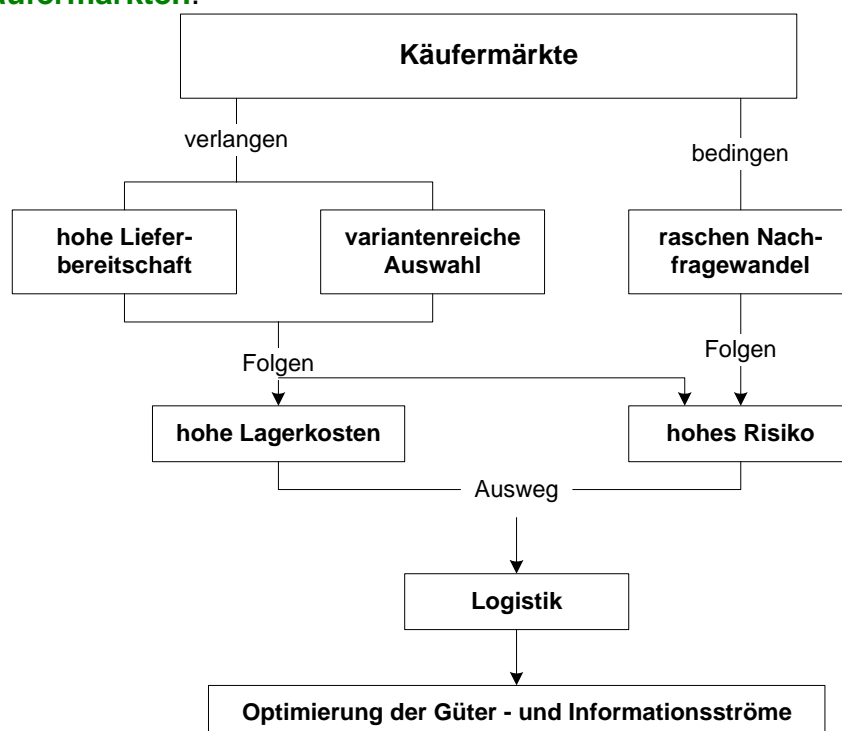 Käufermärkte
verlangen
bedingen
hohe Liefer-
bereitschaft
variantenreiche
Auswahl
raschen Nach-
fragewandel
Folgen
Folgen
hohe Lagerkosten
hohes Risiko
Ausweg
Logistik
Optimierung der Güter - und Informationsströme